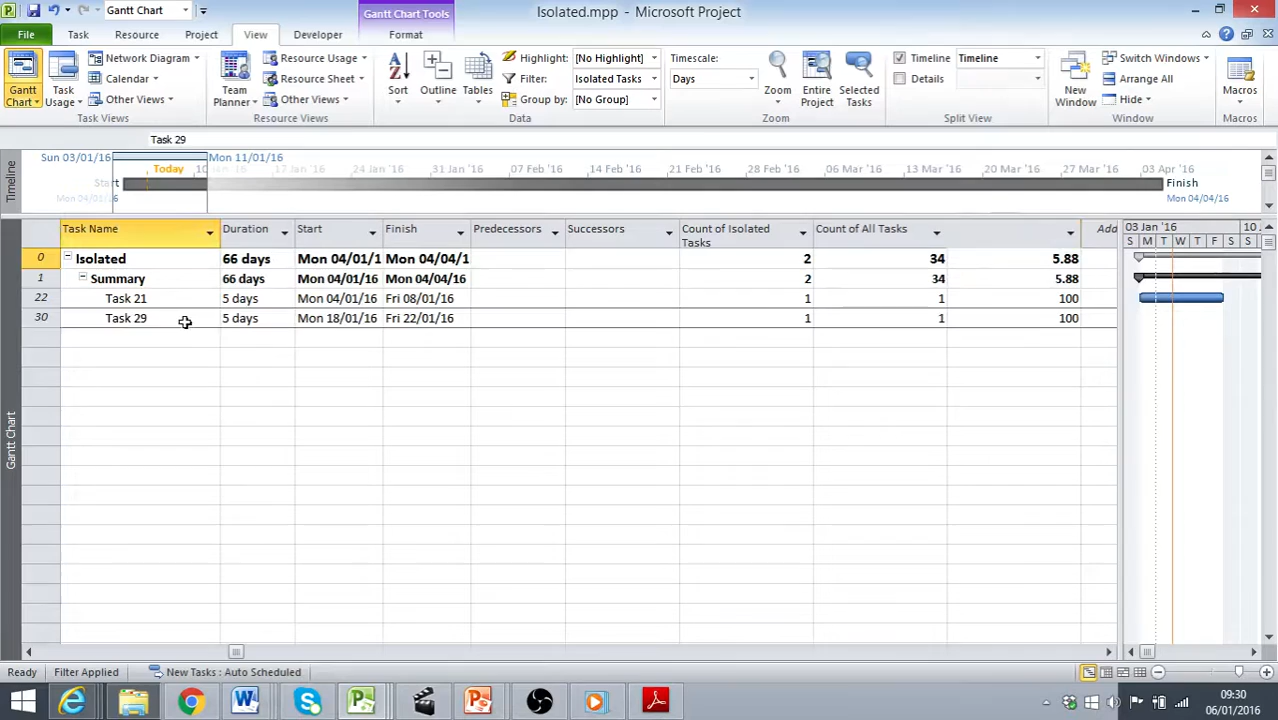 Gantt Chart
Gantt Chart Tools
Isolated.mpp - Microsoft Project
File Task Resource Project View Developer Format
Gantt Chart
Task Usage
Network Diagram
Calendar
Other Views
Task Views
Team Planner
Resource Usage
Resource Sheet
Other Views
Resource Views
Sort
Outline
Tables
Highlight: [No Highlight]
Filter: Isolated Tasks
Group by: [No Group]
Data
Timescale:
Days
Zoom
Entire Project
Selected Tasks
Zoom
Timeline Timeline
Details
Split View
New Window
Switch Windows
Arrange All
Hide
Window
Macros
Macros
Task 29
Timeline
Sun 03/01/16 Mon 11/01/16
Today 17 Jan '16 24 Jan '16 31 Jan '16 07 Feb '16 14 Feb '16 21 Feb '16 28 Feb '16 06 Mar '16 13 Mar '16 20 Mar '16 27 Mar '16 03 Apr '16
Start Finish
Mon 04/01/16 Mon 04/04/16
Task Name Duration Start Finish Predecessors Successors Count of Isolated Tasks Count of All Tasks Add 03 Jan '16 10
S M T W T F S S M
0 Isolated 66 days Mon 04/01/1 Mon 04/04/1 2 34 5.88
1 Summary 66 days Mon 04/01/16 Mon 04/04/16 2 34 5.88
22 Task 21 5 days Mon 04/01/16 Fri 08/01/16 1 1 100
30 Task 29 5 days Mon 18/01/16 Fri 22/01/16 1 1 100
Gantt Chart
Ready Filter Applied New Tasks : Auto Scheduled
09:30
06/01/2016